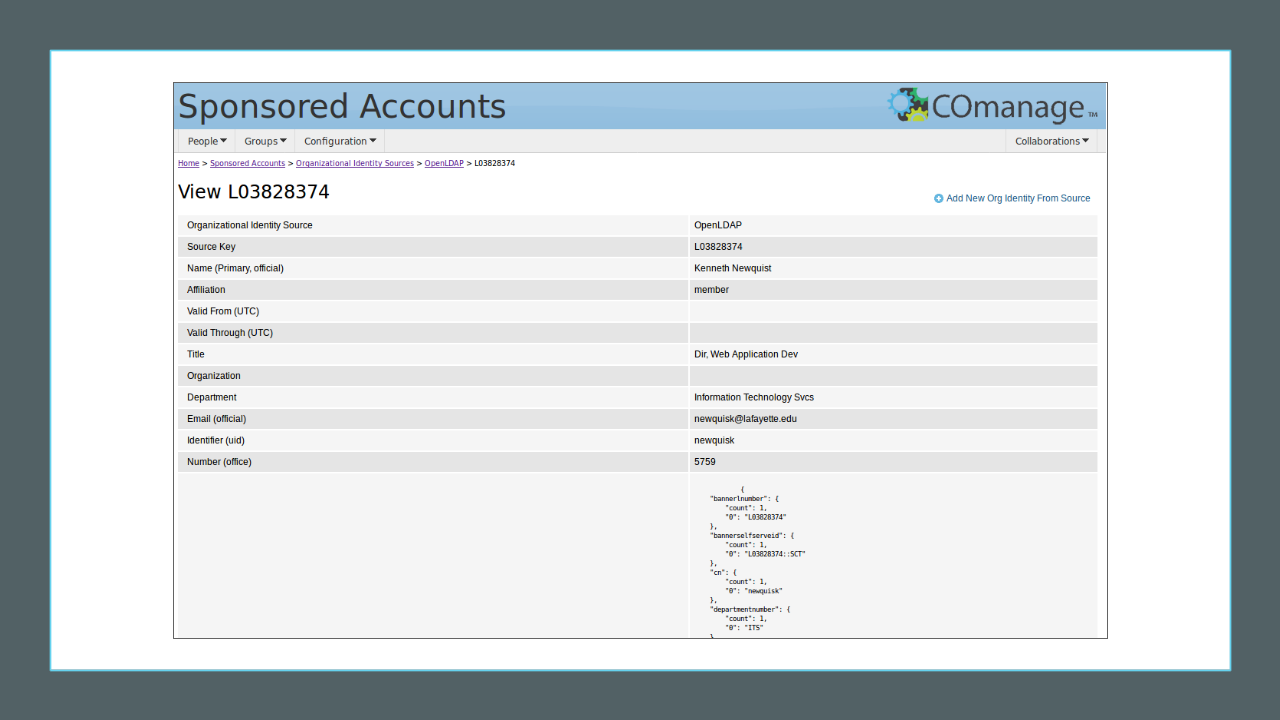 Sponsored Accounts
COmanage™
People Groups Configuration Collaborations
Home > Sponsored Accounts > Organizational Identity Sources > OpenLDAP > L03828374
View L03828374
Add New Org Identity From Source
Organizational Identity Source OpenLDAP
Source Key L03828374
Name (Primary, official) Kenneth Newquist
Affiliation member
Valid From (UTC)
Valid Through (UTC)
Title Dir, Web Application Dev
Organization
Department Information Technology Svcs
Email (official) newquisk@lafayette.edu
Identifier (uid) newquisk
Number (office) 5759
{
"bannerlnumber": {
"count": 1,
"0": "L03828374"
},
"bannerselfserveid": {
"count": 1,
"0": "L03828374::SCT"
},
"cn": {
"count": 1,
"0": "newquisk"
},
"departmentnumber": {
"count": 1,
"0": "ITS"
}